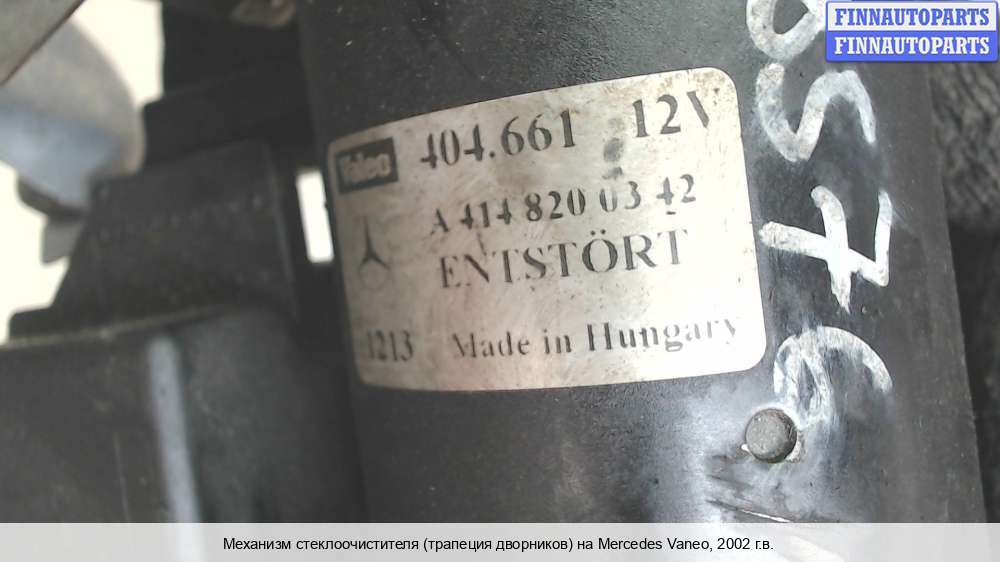 FINNAUTOPARTS
FINNAUTOPARTS
Valeo 404.661 12V
A 414 820 03 42
ENTSTÖRT
1213 Made in Hungary
Механизм стеклоочистителя (трапеция дворников) на Mercedes Vaneo, 2002 г.в.